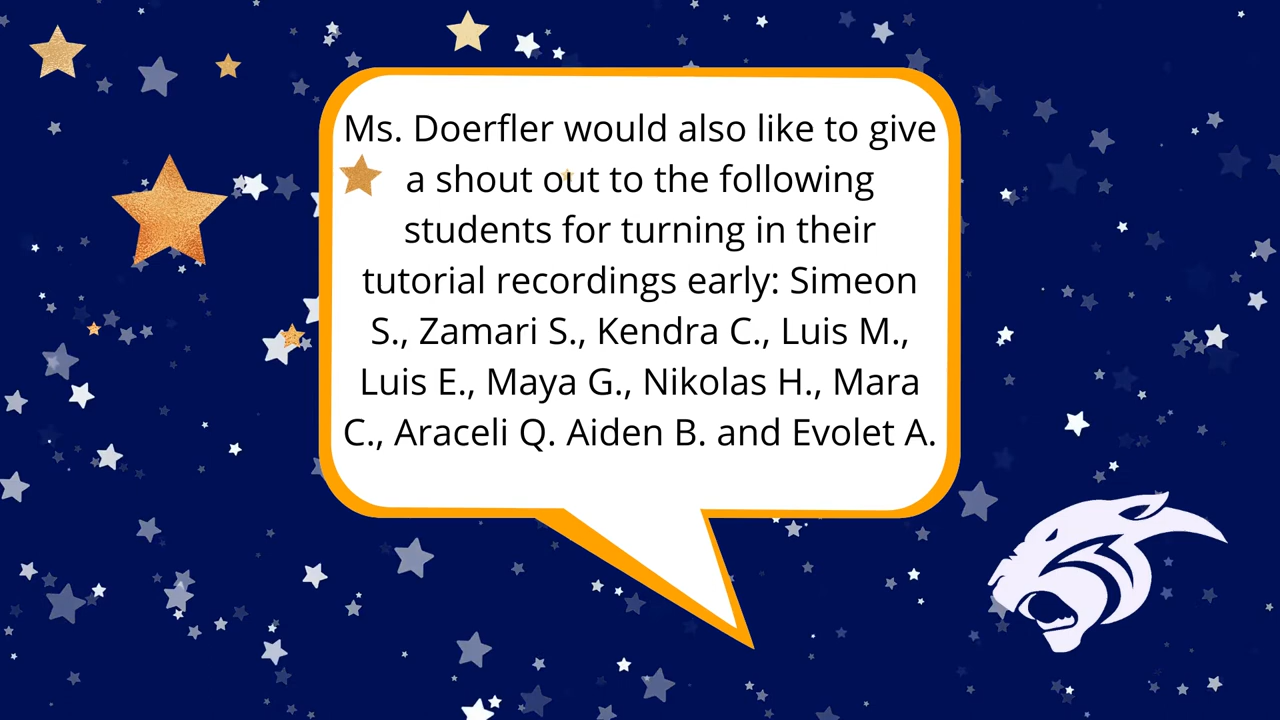 Ms. Doerfler would also like to give
a shout out to the following
students for turning in their
tutorial recordings early: Simeon
S., Zamari S., Kendra C., Luis M.,
Luis E., Maya G., Nikolas H., Mara
C., Araceli Q. Aiden B. and Evolet A.